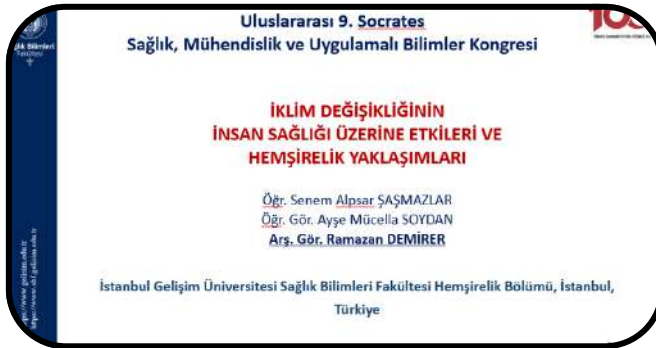 Uluslararası 9. Socrates
Sağlık, Mühendislik ve Uygulamalı Bilimler Kongresi
İKLİM DEĞİŞİKLİĞİNİN
İNSAN SAĞLIĞI ÜZERİNE ETKİLERİ VE
HEMŞİRELİK YAKLAŞIMLARI
Öğr. Senem Alpsar ŞAŞMAZLAR
Öğr. Gör. Ayşe Mücella SOYDAN
Arş. Gör. Ramazan DEMİRER
İstanbul Gelişim Üniversitesi Sağlık Bilimleri Fakültesi Hemşirelik Bölümü, İstanbul,
Türkiye